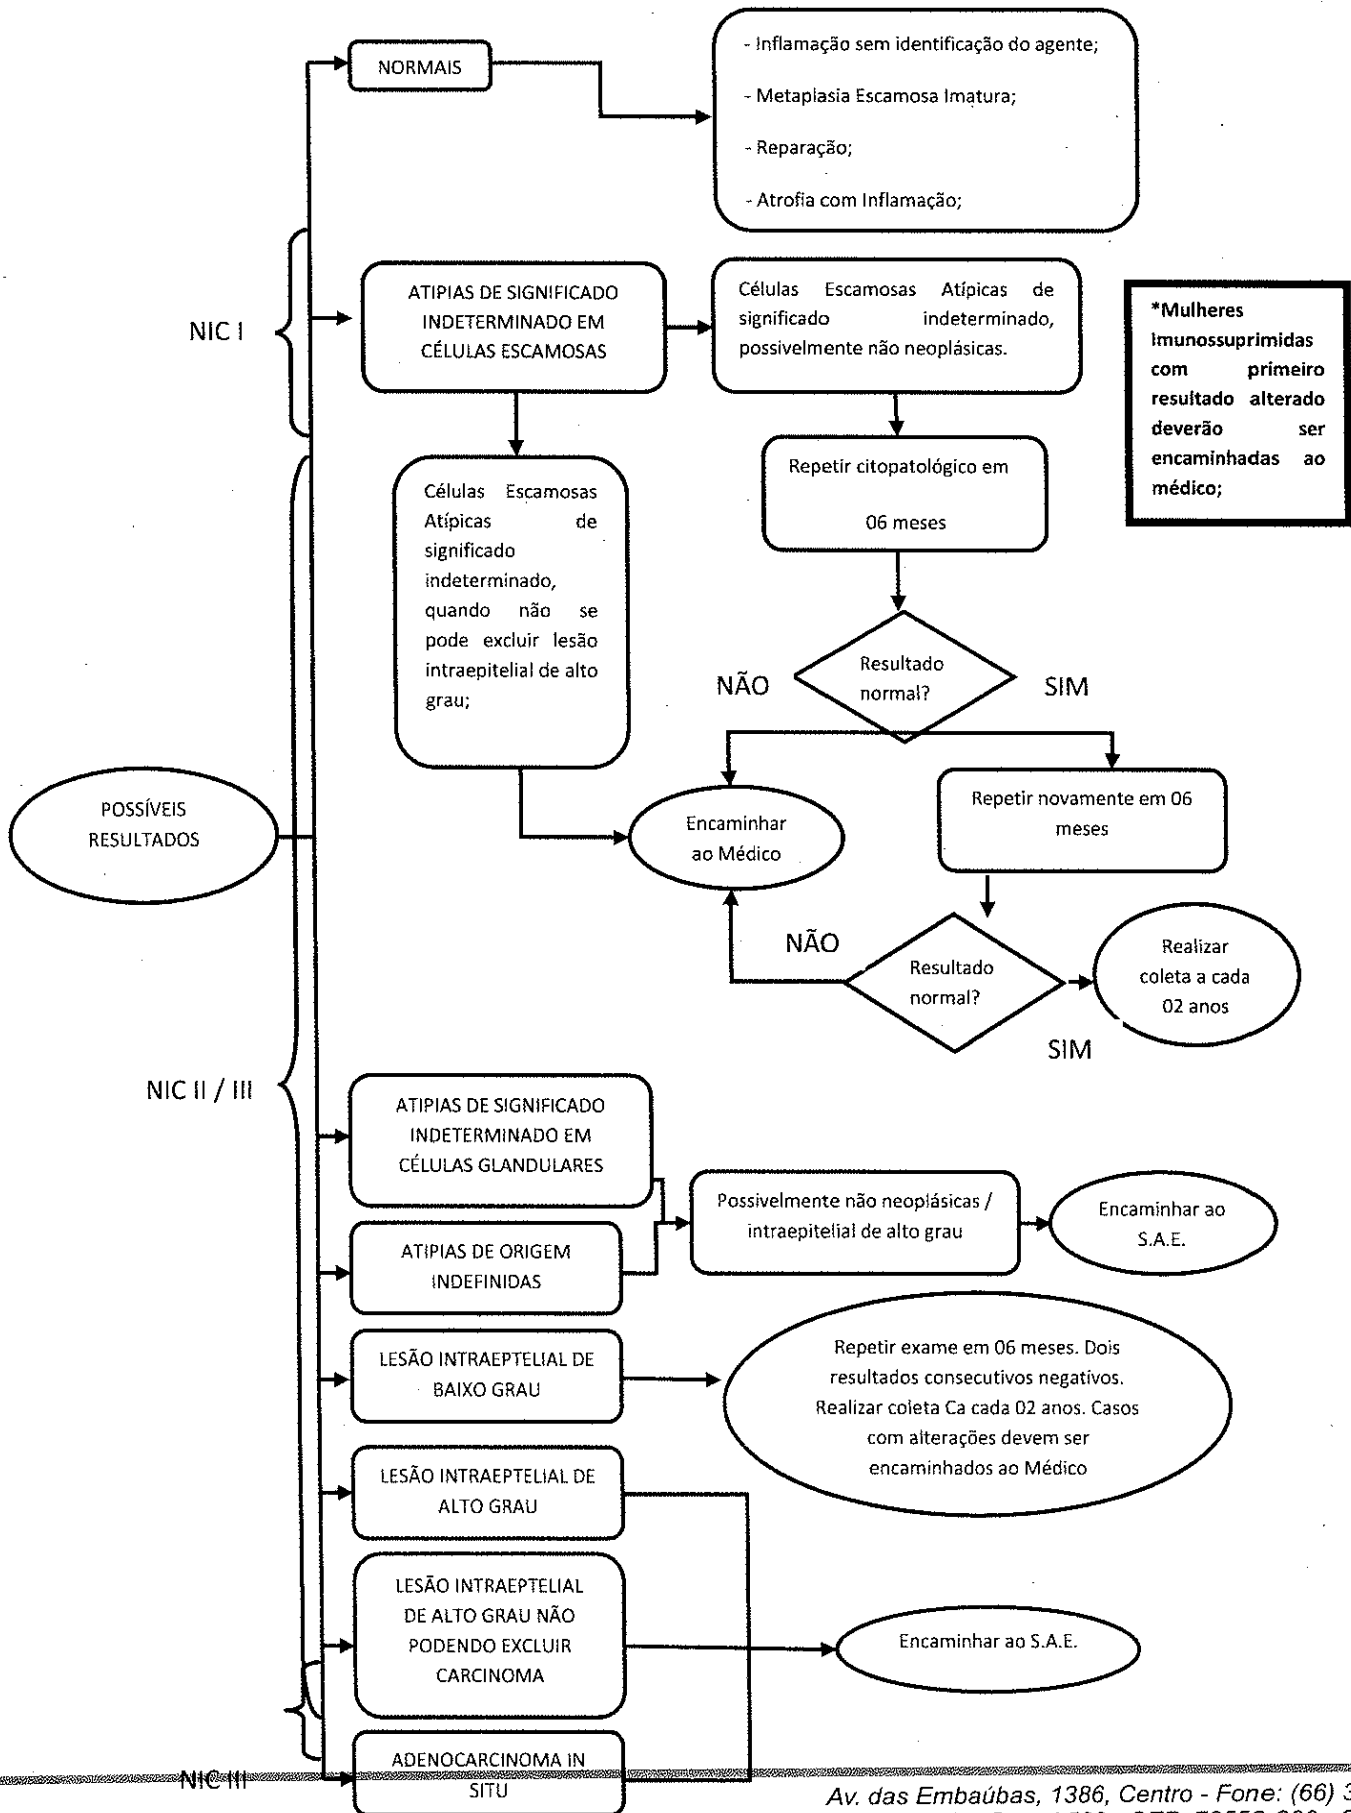 NORMAIS
- Inflamação sem identificação do agente;
- Metaplasia Escamosa Imatura;
- Reparação;
- Atrofia com Inflamação;
NIC I
ATIPIAS DE SIGNIFICADO
INDETERMINADO EM
CÉLULAS ESCAMOSAS
Células Escamosas Atípicas de
significado indeterminado,
possivelmente não neoplásicas.
*Mulheres
Imunossuprimidas
com primeiro
resultado alterado
deverão ser
encaminhadas ao
médico;
Células Escamosas
Atípicas de
significado
indeterminado,
quando não se
pode excluir lesão
intraepitelial de alto
grau;
Repetir citopatológico em
06 meses
Resultado
normal?
NÃO
SIM
POSSÍVEIS
RESULTADOS
Encaminhar
ao Médico
Repetir novamente em 06
meses
NÃO
Resultado
normal?
SIM
Realizar
coleta a cada
02 anos
NIC II / III
ATIPIAS DE SIGNIFICADO
INDETERMINADO EM
CÉLULAS GLANDULARES
ATIPIAS DE ORIGEM
INDEFINIDAS
Possivelmente não neoplásicas /
intraepitelial de alto grau
Encaminhar ao
S.A.E.
LESÃO INTRAEPTELIAL DE
BAIXO GRAU
Repetir exame em 06 meses. Dois
resultados consecutivos negativos.
Realizar coleta Ca cada 02 anos. Casos
com alterações devem ser
encaminhados ao Médico
LESÃO INTRAEPTELIAL DE
ALTO GRAU
LESÃO INTRAEPTELIAL
DE ALTO GRAU NÃO
PODENDO EXCLUIR
CARCINOMA
Encaminhar ao S.A.E.
NIC III
ADENOCARCINOMA IN
SITU
Av. das Embaúbas, 1386, Centro - Fone: (66) 3